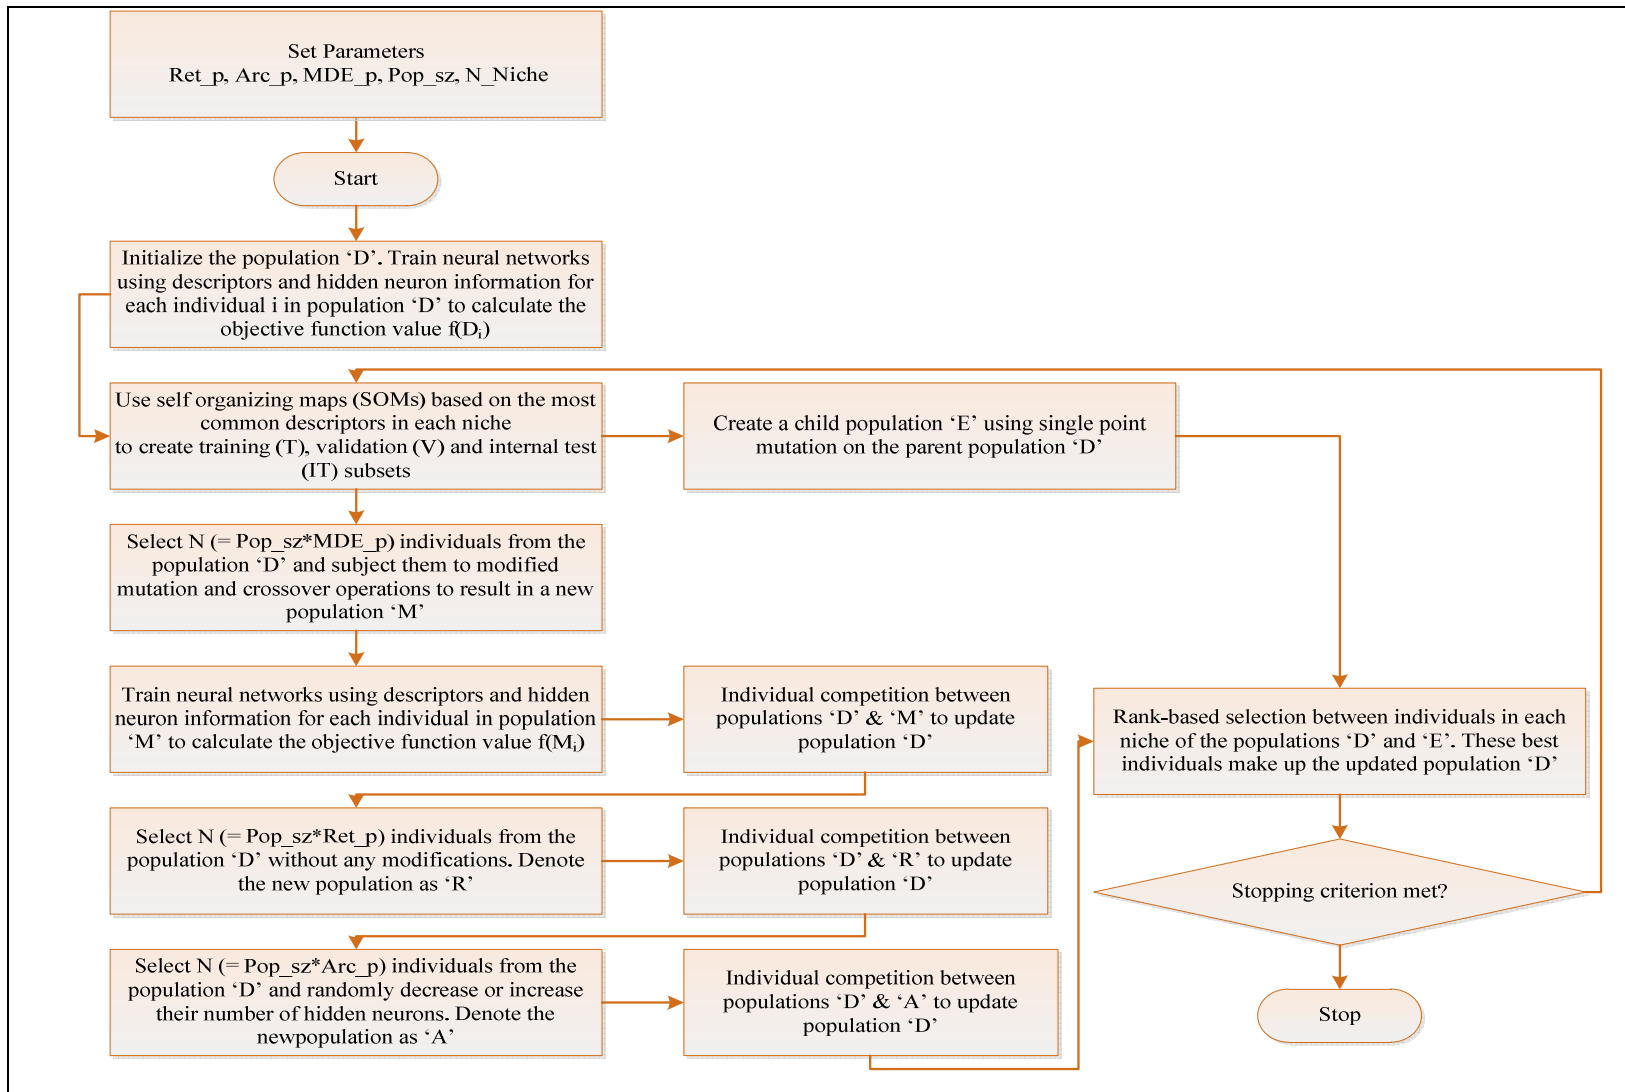 Set Parameters
Ret_p, Arc_p, MDE_p, Pop_sz, N_Niche
Start
Initialize the population ‘D’. Train neural networks
using descriptors and hidden neuron information for
each individual i in population ‘D’ to calculate the
objective function value f(Di)
Use self organizing maps (SOMs) based on the most
common descriptors in each niche
to create training (T), validation (V) and internal test
(IT) subsets
Create a child population ‘E’ using single point
mutation on the parent population ‘D’
Select N (= Pop_sz*MDE_p) individuals from the
population ‘D’ and subject them to modified
mutation and crossover operations to result in a new
population ‘M’
Train neural networks using descriptors and hidden
neuron information for each individual in population
‘M’ to calculate the objective function value f(Mi)
Individual competition between
populations ‘D’ & ‘M’ to update
population ‘D’
Select N (= Pop_sz*Ret_p) individuals from the
population ‘D’ without any modifications. Denote
the new population as ‘R’
Individual competition between
populations ‘D’ & ‘R’ to update
population ‘D’
Select N (= Pop_sz*Arc_p) individuals from the
population ‘D’ and randomly decrease or increase
their number of hidden neurons. Denote the
newpopulation as ‘A’
Individual competition between
populations ‘D’ & ‘A’ to update
population ‘D’
Rank-based selection between individuals in each
niche of the populations ‘D’ and ‘E’. These best
individuals make up the updated population ‘D’
Stopping criterion met?
Stop